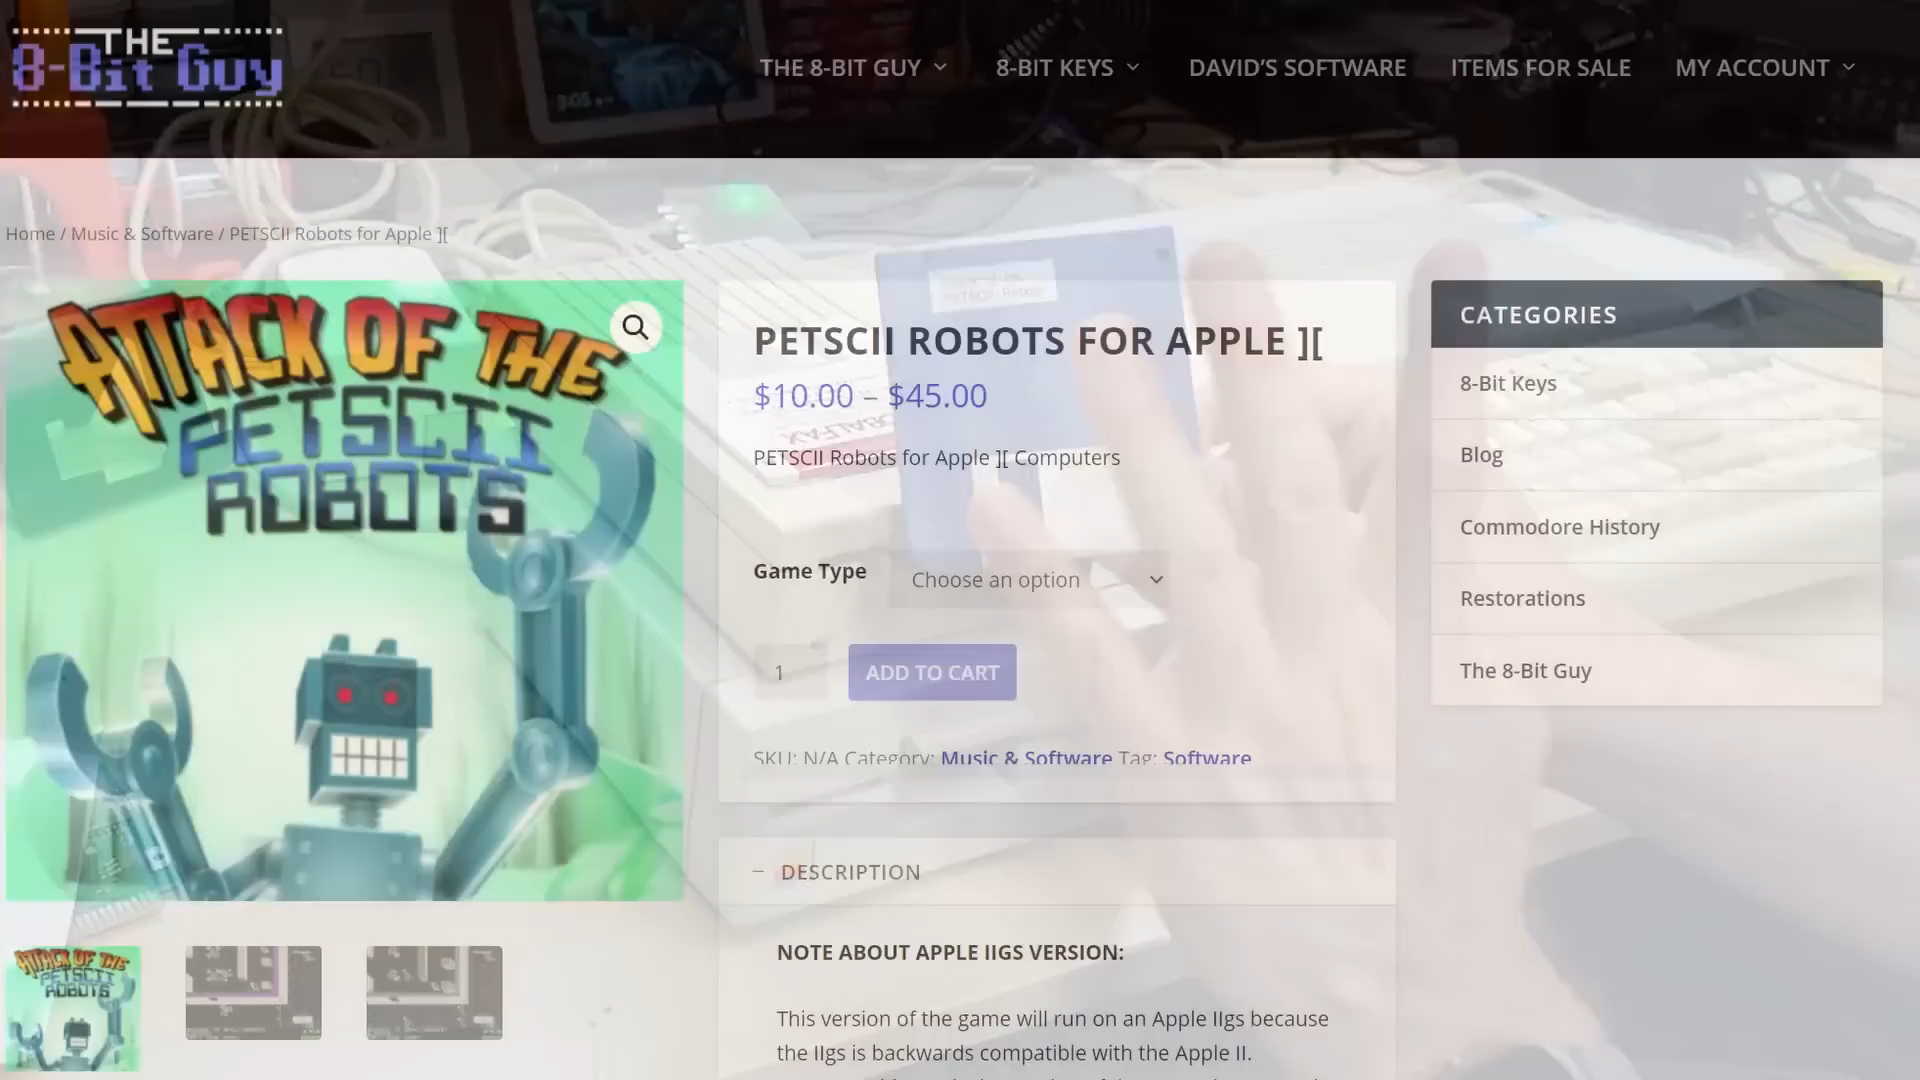 THE
8-Bit Guy
THE 8-BIT GUY
8-BIT KEYS
DAVID'S SOFTWARE
ITEMS FOR SALE
MY ACCOUNT
Home / Music & Software / PETSCII Robots for Apple ][
ATTACK OF THE
PETSCII
ROBOTS
PETSCII ROBOTS FOR APPLE ][
$10.00 – $45.00
PETSCII Robots for Apple ][ Computers
Game Type
Choose an option
1
ADD TO CART
SKU: N/A Category: Music & Software Tag: Software
DESCRIPTION
NOTE ABOUT APPLE IIGS VERSION:
This version of the game will run on an Apple IIgs because
the IIgs is backwards compatible with the Apple II.
CATEGORIES
8-Bit Keys
Blog
Commodore History
Restorations
The 8-Bit Guy
ATTACK OF THE
PETSCII
ROBOTS